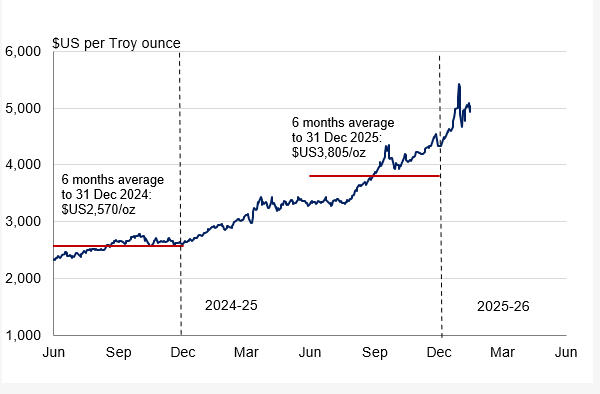 $US per Troy ounce
6,000
5,000
4,000
3,000
2,000
1,000
6 months average
to 31 Dec 2025:
$US3,805/oz
6 months average
to 31 Dec 2024:
$US2,570/oz
2024-25
2025-26
Jun Sep Dec Mar Jun Sep Dec Mar Jun